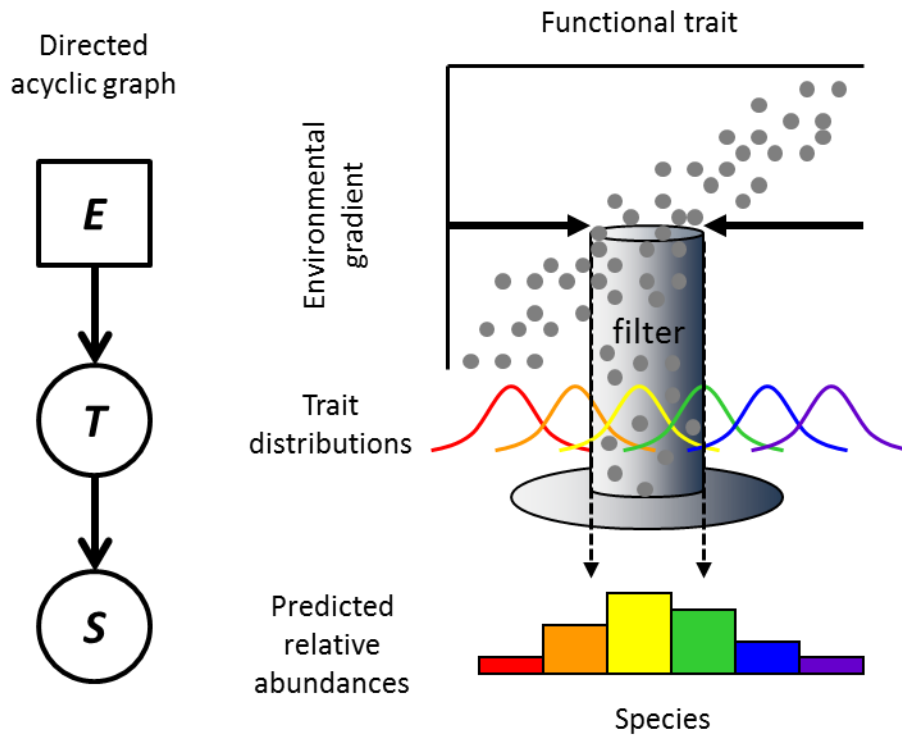 Directed
acyclic graph
E
T
S
Functional trait
Environmental
gradient
filter
Trait
distributions
Predicted
relative
abundances
Species